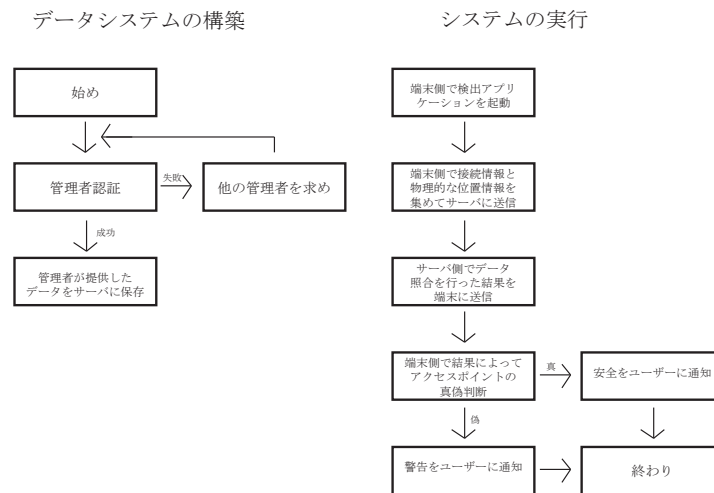 データシステムの構築
始め
管理者認証
失敗
他の管理者を求め
成功
管理者が提供した
データをサーバに保存
システムの実行
端末側で検出アプリ
ケーションを起動
端末側で接続情報と
物理的な位置情報を
集めてサーバに送信
サーバ側でデータ
照合を行った結果を
端末に送信
端末側で結果によって
アクセスポイントの
真偽判断
真
安全をユーザーに通知
偽
警告をユーザーに通知
終わり